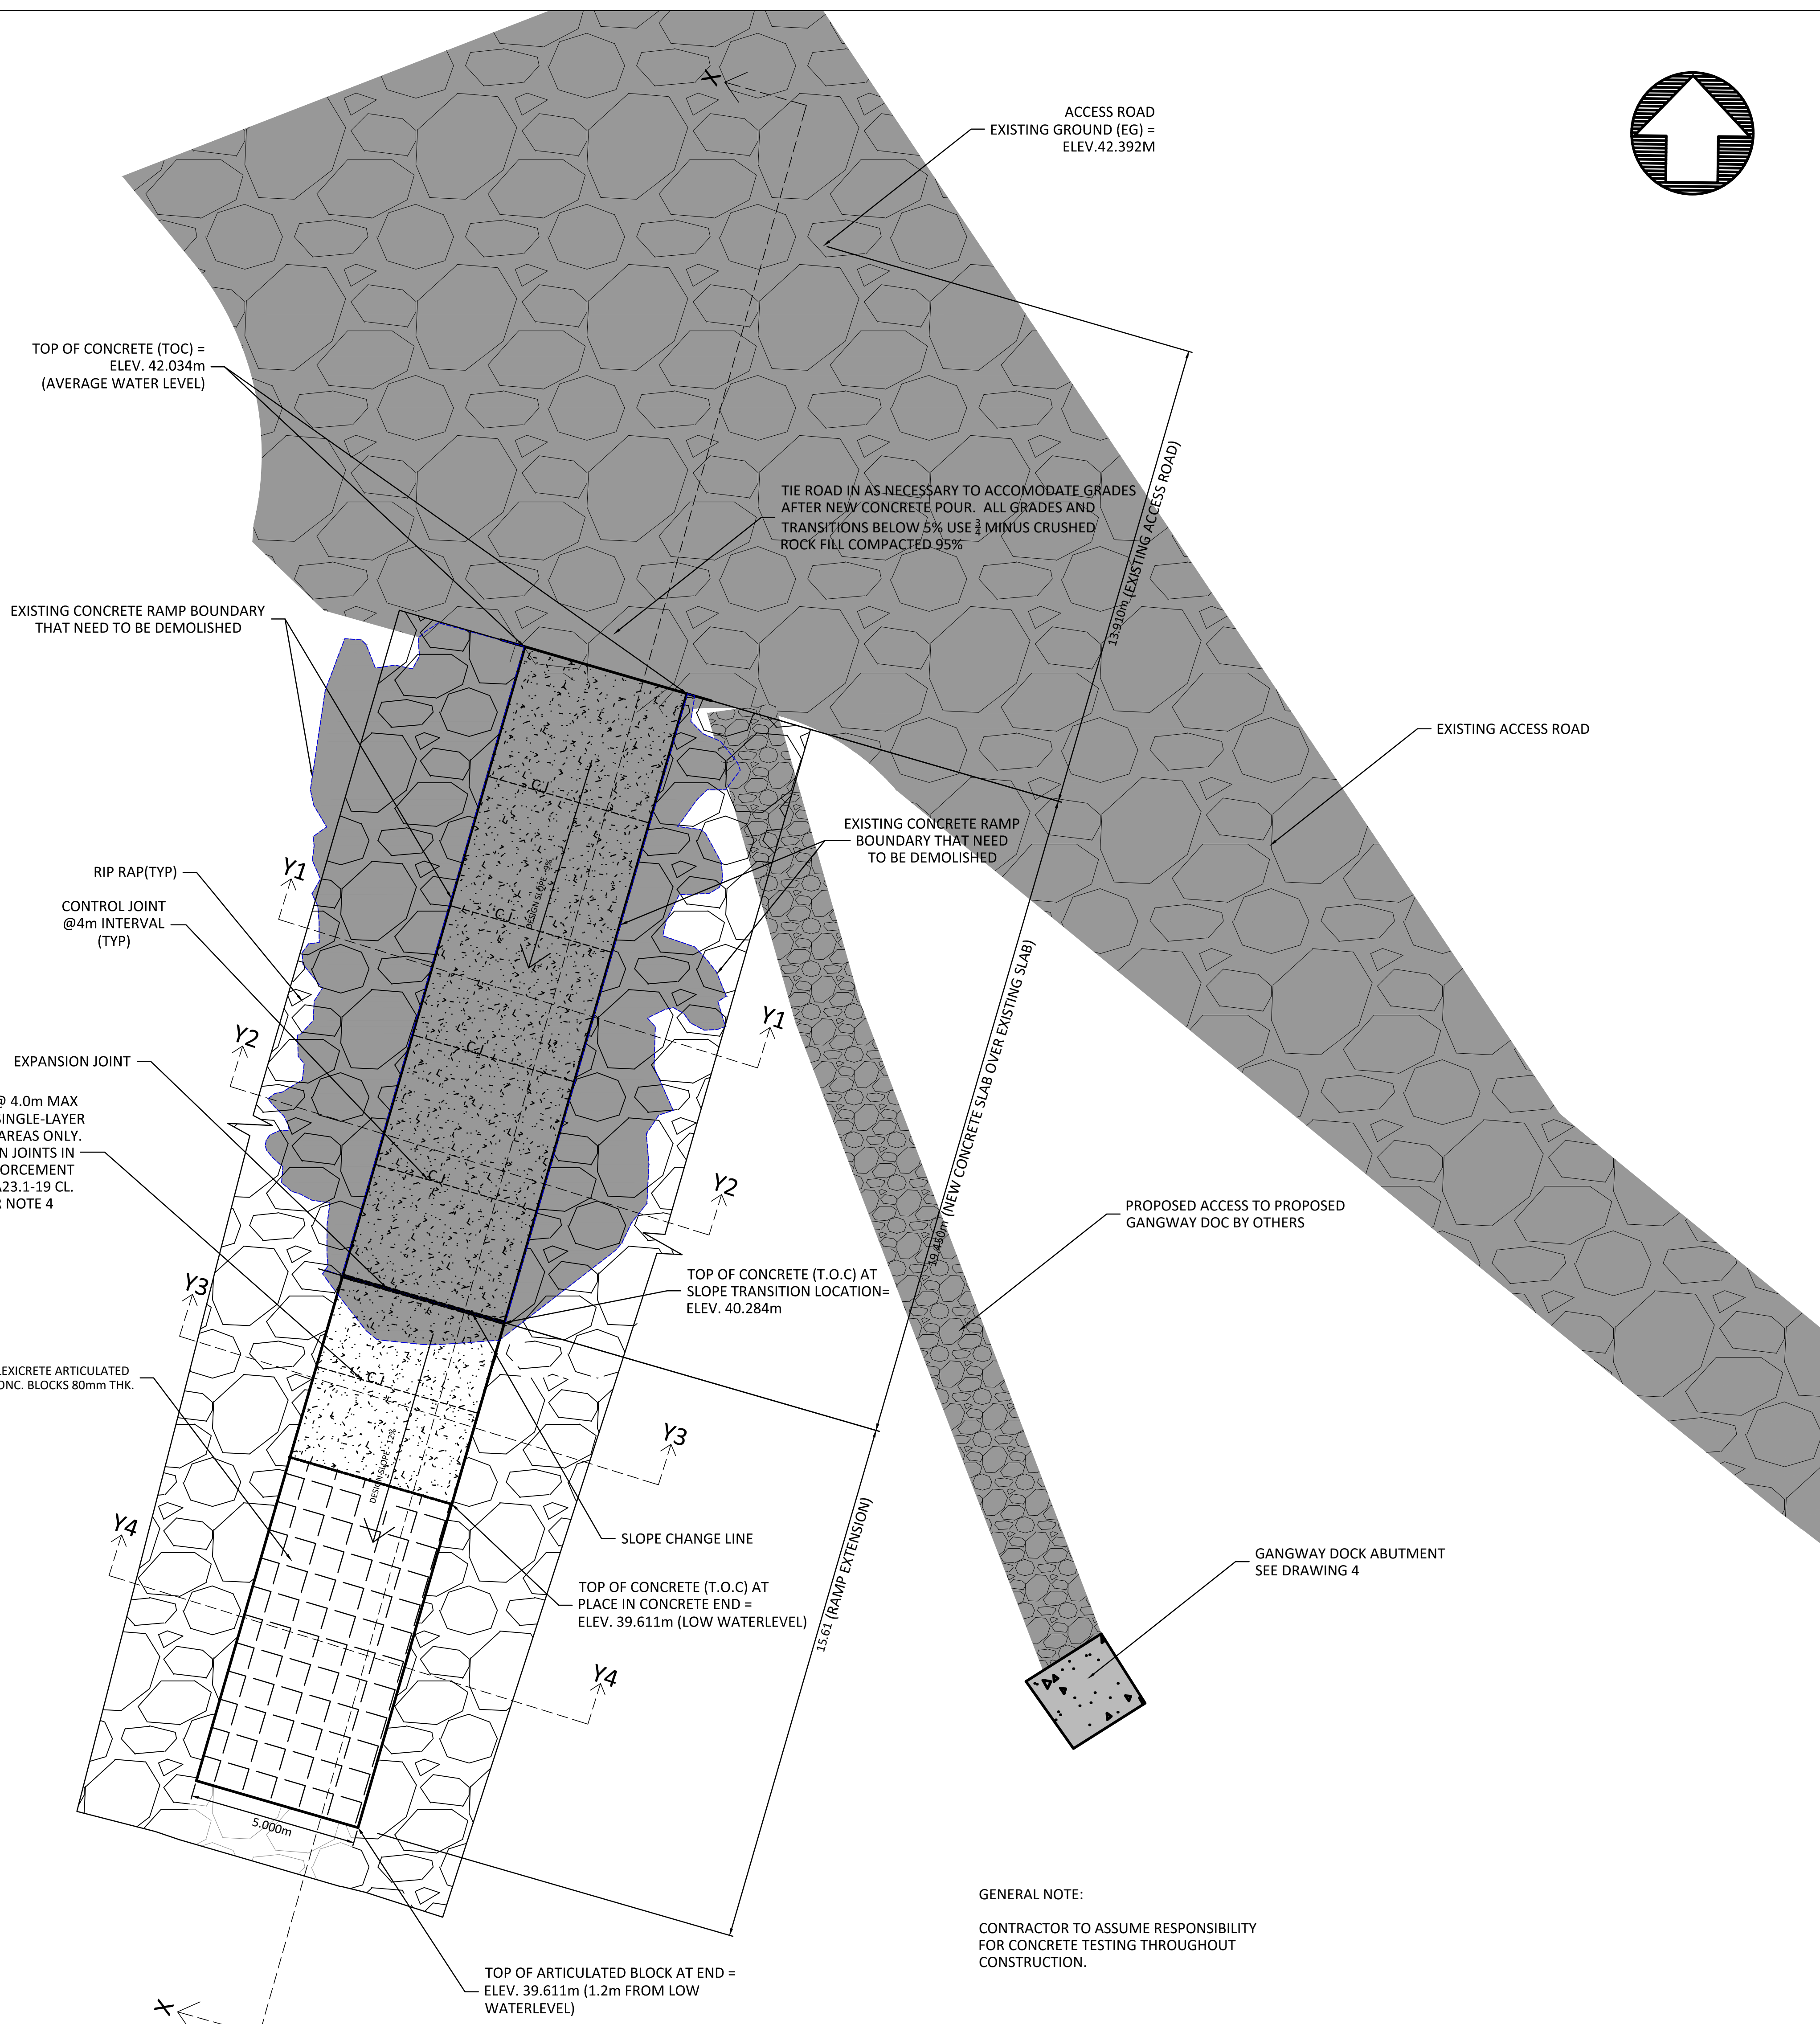 X
ACCESS ROAD
EXISTING GROUND (EG) =
ELEV.42.392M
TOP OF CONCRETE (TOC) =
ELEV. 42.034m
(AVERAGE WATER LEVEL)
TIE ROAD IN AS NECESSARY TO ACCOMODATE GRADES
AFTER NEW CONCRETE POUR. ALL GRADES AND
TRANSITIONS BELOW 5% USE 3/4 MINUS CRUSHED
ROCK FILL COMPACTED 95%
13.910m (EXISTING ACCESS ROAD)
EXISTING CONCRETE RAMP BOUNDARY
THAT NEED TO BE DEMOLISHED
EXISTING ACCESS ROAD
C.J
EXISTING CONCRETE RAMP
BOUNDARY THAT NEED
TO BE DEMOLISHED
DESIGN SLOPE - 9%
Y1
RIP RAP(TYP)
CONTROL JOINT
@4m INTERVAL
(TYP)
C.J
Y1
Y2
C.J
EXPANSION JOINT
19.450m (NEW CONCRETE SLAB OVER EXISTING SLAB)
@ 4.0m MAX
SINGLE-LAYER
AREAS ONLY.
N JOINTS IN
ORCEMENT
A23.1-19 CL.
R NOTE 4
C.J
Y2
PROPOSED ACCESS TO PROPOSED
GANGWAY DOC BY OTHERS
TOP OF CONCRETE (T.O.C) AT
SLOPE TRANSITION LOCATION=
ELEV. 40.284m
Y3
LEXICRETE ARTICULATED
ONC. BLOCKS 80mm THK.
C.J
Y3
DESIGN SLOPE - 12%
Y4
SLOPE CHANGE LINE
GANGWAY DOCK ABUTMENT
SEE DRAWING 4
TOP OF CONCRETE (T.O.C) AT
PLACE IN CONCRETE END =
ELEV. 39.611m (LOW WATERLEVEL)
15.61 (RAMP EXTENSION)
Y4
5.000m
GENERAL NOTE:
CONTRACTOR TO ASSUME RESPONSIBILITY
FOR CONCRETE TESTING THROUGHOUT
CONSTRUCTION.
TOP OF ARTICULATED BLOCK AT END =
ELEV. 39.611m (1.2m FROM LOW
WATERLEVEL)
X